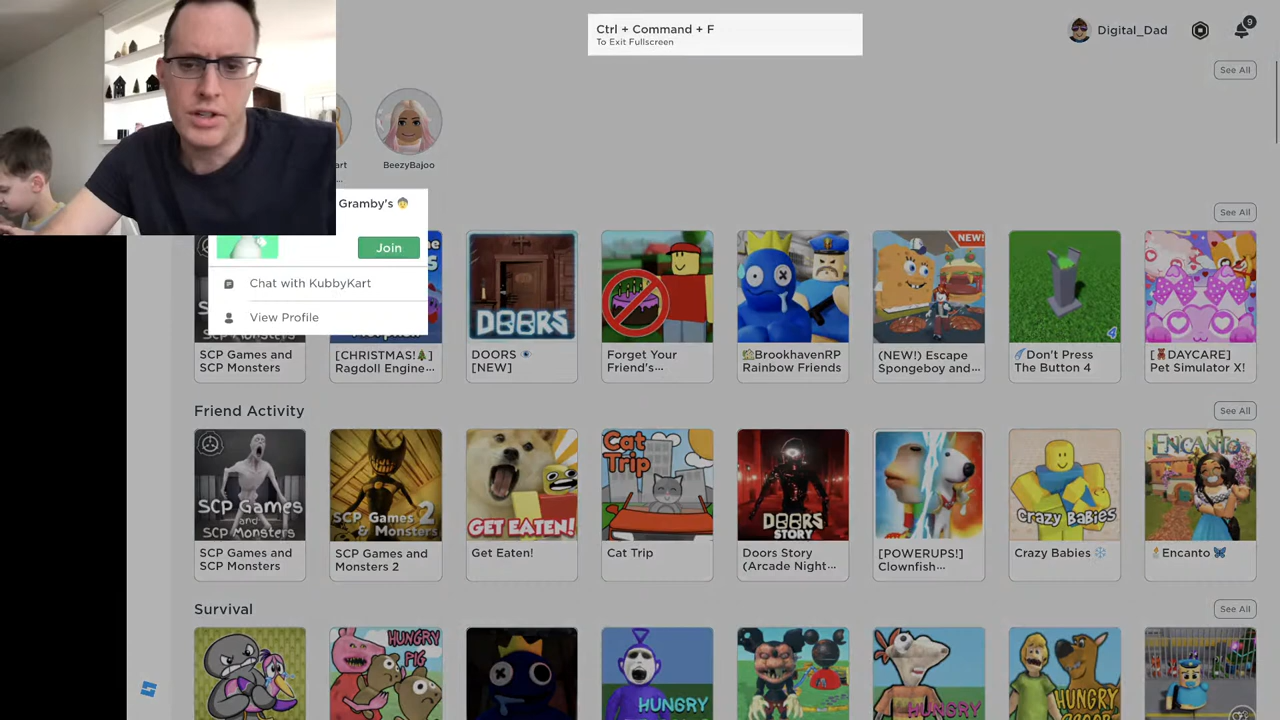 Ctrl + Command + F
To Exit Fullscreen
Digital_Dad
9
See All
art
...
BeezyBajoo
Gramby's 👵
Join
Chat with KubbyKart
View Profile
See All
DOORS
NEW!
4
SCP Games and
SCP Monsters
[CHRISTMAS!🎄]
Ragdoll Engine...
DOORS 👁
[NEW]
Forget Your
Friend's...
🏡BrookhavenRP
Rainbow Friends
(NEW!) Escape
Spongeboy and...
Don't Press
The Button 4
[🧸DAYCARE]
Pet Simulator X!
Friend Activity
See All
SCP Games
and
SCP Monsters
SCP Games 2
& Monsters
GET EATEN!
Cat
Trip
DOORS
STORY
Crazy Babies
ENCANTO
SCP Games and
SCP Monsters
SCP Games and
Monsters 2
Get Eaten!
Cat Trip
Doors Story
(Arcade Night...
[POWERUPS!]
Clownfish...
Crazy Babies ❄️
🕯Encanto 🦋
Survival
See All
HUNGRY
PIG
HUNGRY
HUNGRY
HUNGRY